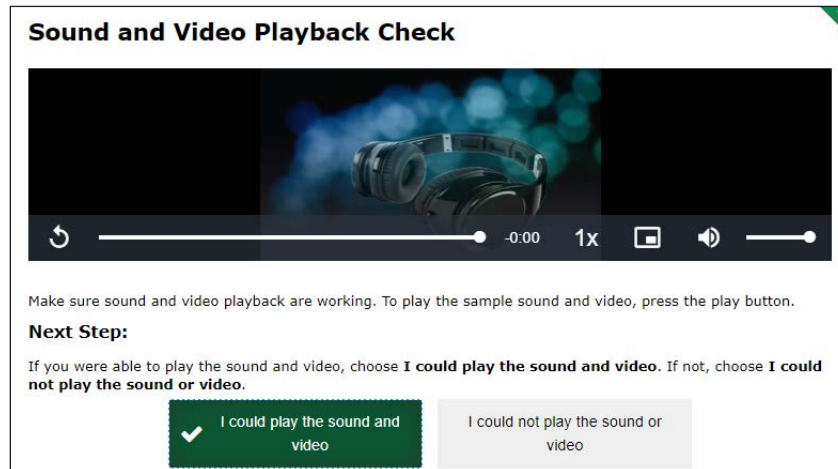 Sound and Video Playback Check
-0:00 1x
Make sure sound and video playback are working. To play the sample sound and video, press the play button.
Next Step:
If you were able to play the sound and video, choose I could play the sound and video. If not, choose I could
not play the sound or video.
I could play the sound and
video
I could not play the sound or
video